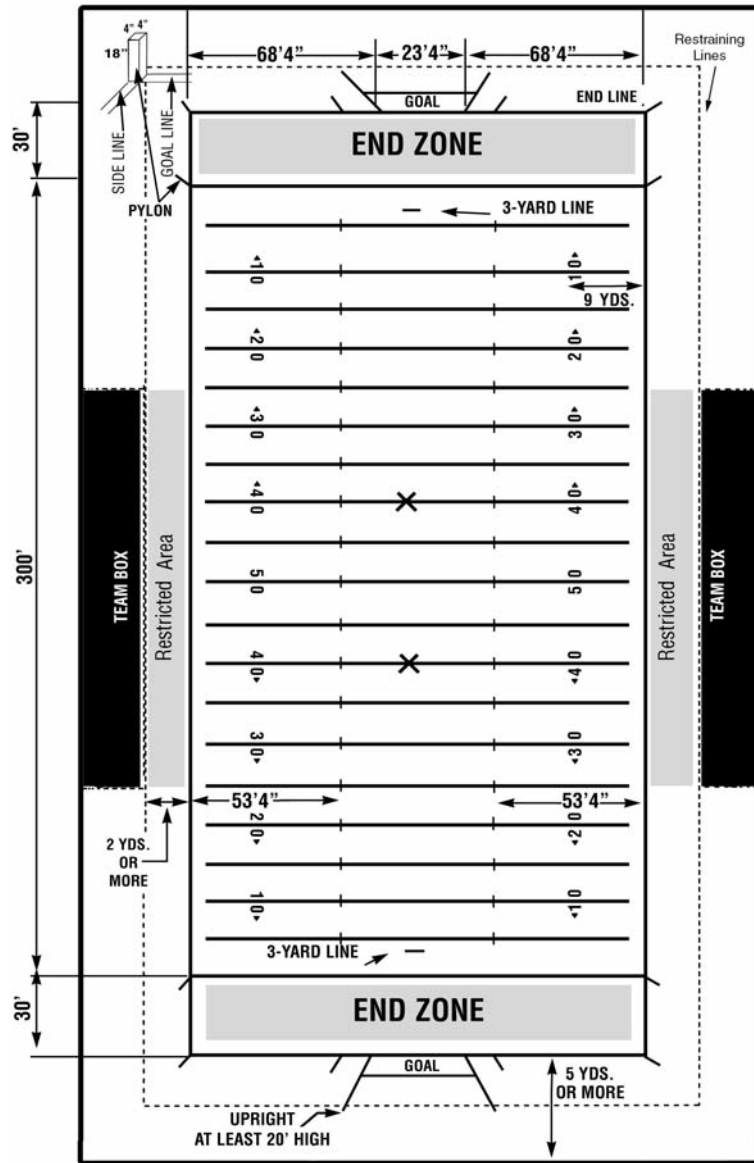 4" 4"
18"
68'4" 23'4" 68'4"
Restraining
Lines
GOAL
END LINE
30'
SIDE LINE
GOAL LINE
END ZONE
PYLON
3-YARD LINE
10 10
9 YDS.
20 20
30 30
40 40
300'
TEAM BOX
Restricted Area
50 50
Restricted Area
TEAM BOX
40 40
30 30
53'4" 53'4"
2 YDS.
OR
MORE
20 20
10 10
3-YARD LINE
30'
END ZONE
GOAL
5 YDS.
OR MORE
UPRIGHT
AT LEAST 20' HIGH